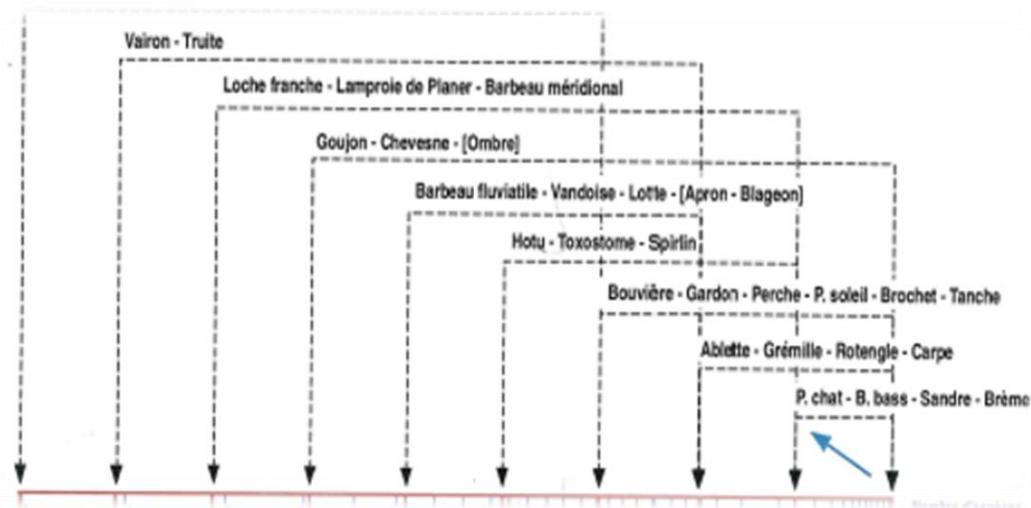 Vairon - Truite
Loche franche - Lamproie de Planer - Barbeau méridional
Goujon - Chevesne - [Ombre]
Barbeau fluviatile - Vandoise - Lotte - [Apron - Blageon]
Hotu - Toxostome - Spirlin
Bouvière - Gardon - Perche - P. soleil - Brochet - Tanche
Ablette - Grémille - Rotengle - Carpe
P. chat - B. bass - Sandre - Brème